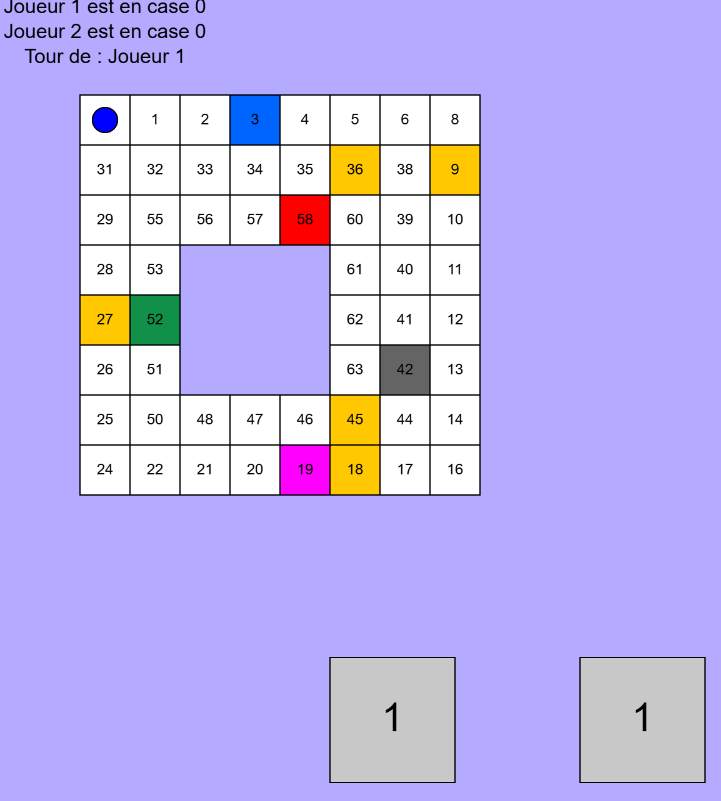 Joueur 1 est en case 0
Joueur 2 est en case 0
Tour de : Joueur 1
1 2 3 4 5 6 8
31 32 33 34 35 36 38 9
29 55 56 57 58 60 39 10
28 53 61 40 11
27 52 62 41 12
26 51 63 42 13
25 50 48 47 46 45 44 14
24 22 21 20 19 18 17 16
1 1